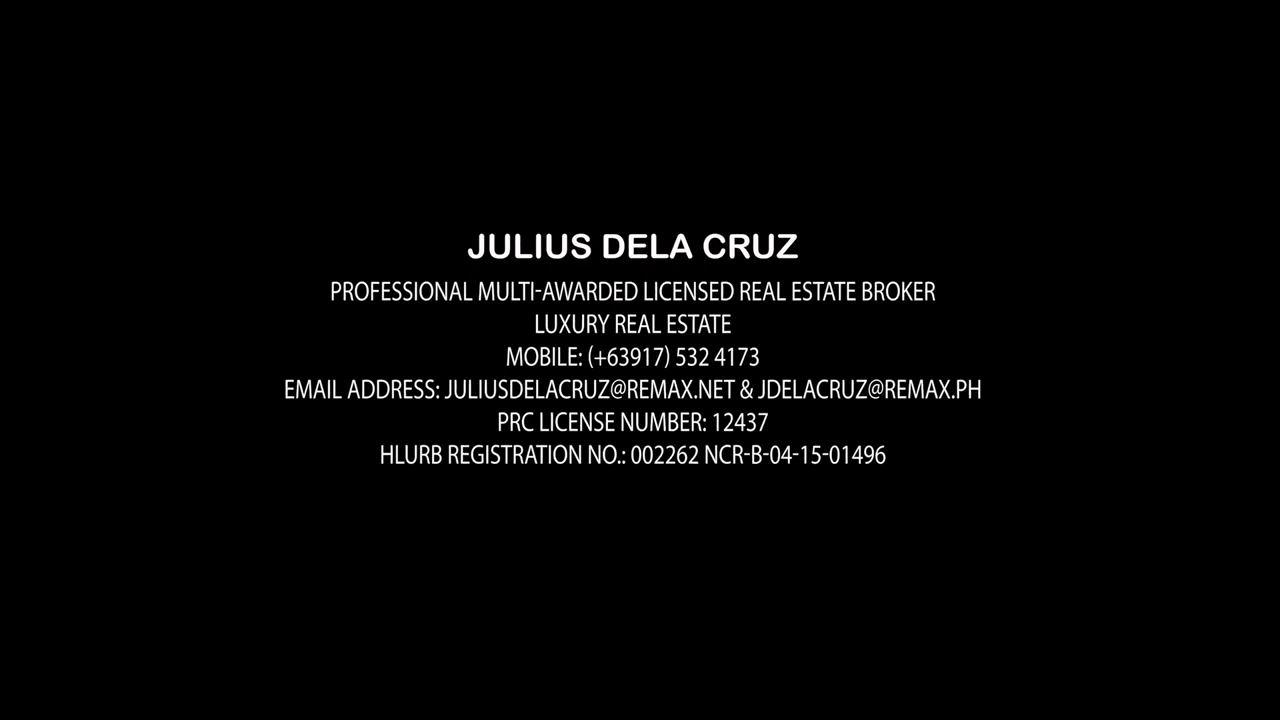 JULIUS DELA CRUZ
PROFESSIONAL MULTI-AWARDED LICENSED REAL ESTATE BROKER
LUXURY REAL ESTATE
MOBILE: (+63917) 532 4173
EMAIL ADDRESS: JULIUSDELACRUZ@REMAX.NET & JDELACRUZ@REMAX.PH
PRC LICENSE NUMBER: 12437
HLURB REGISTRATION NO.: 002262 NCR-B-04-15-01496